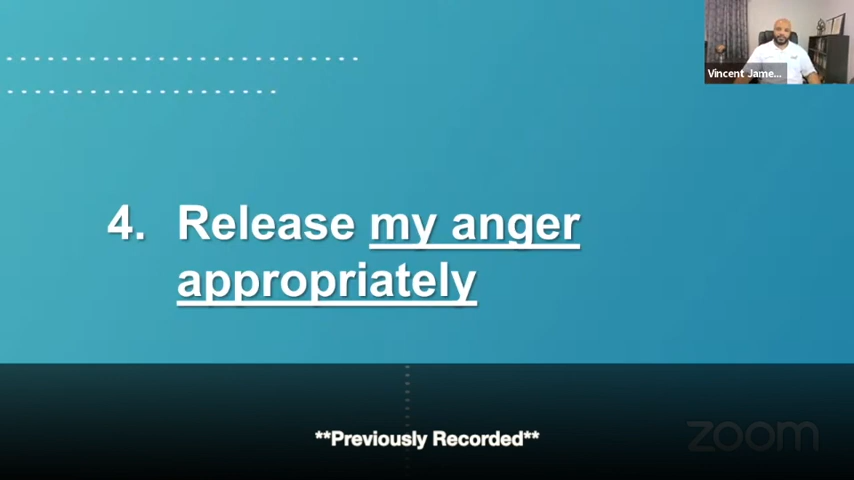 Vincent Jame...
4. Release my anger
appropriately
**Previously Recorded**
zoom